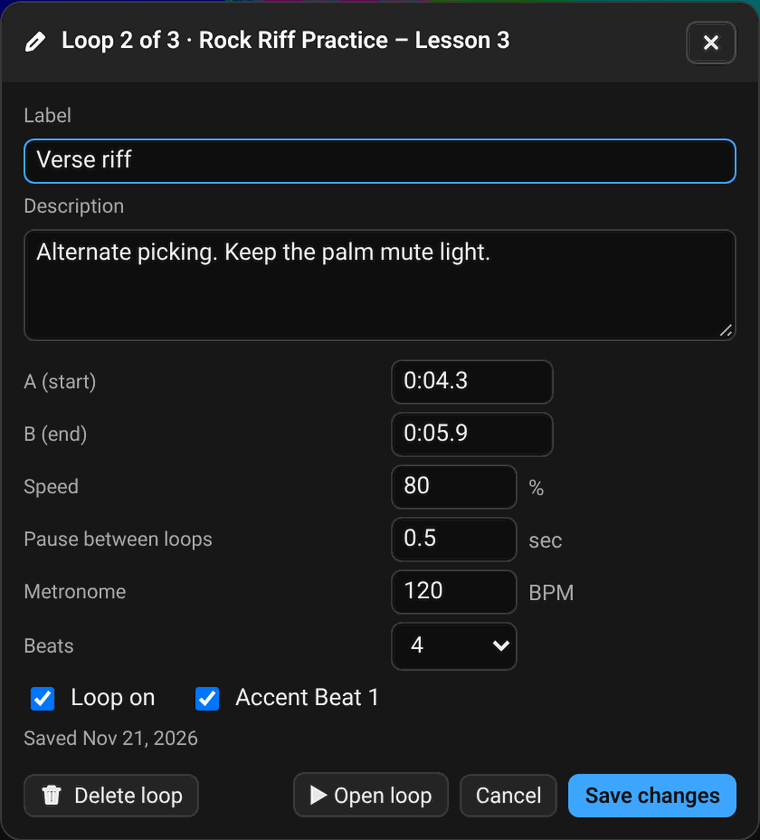 Loop 2 of 3 · Rock Riff Practice – Lesson 3
Label
Verse riff
Description
Alternate picking. Keep the palm mute light.
A (start) 0:04.3
B (end) 0:05.9
Speed 80 %
Pause between loops 0.5 sec
Metronome 120 BPM
Beats 4
Loop on Accent Beat 1
Saved Nov 21, 2026
Delete loop Open loop Cancel Save changes